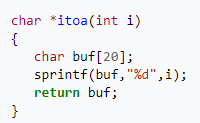 char *itoa(int i)
{
   char buf[20];
   sprintf(buf,"%d",i);
   return buf;
}